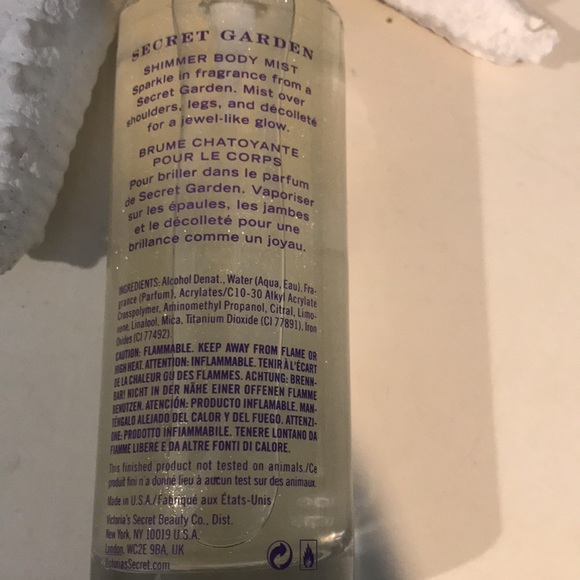 SECRET GARDEN
SHIMMER BODY MIST
Sparkle in fragrance from a
Secret Garden. Mist over
shoulders, legs, and décolleté
for a jewel-like glow.
BRUME CHATOYANTE
POUR LE CORPS
Pour briller dans le parfum
de Secret Garden. Vaporiser
sur les épaules, les jambes
et le décolleté pour une
brillance comme un joyau.
INGREDIENTS: Alcohol Denat., Water (Aqua, Eau), Fra-
grance (Parfum), Acrylates/C10-30 Alkyl Acrylate
Crosspolymer, Aminomethyl Propanol, Citral, Limo-
nene, Linalool, Mica, Titanium Dioxide (CI 77891), Iron
Oxides (CI 77492).
CAUTION: FLAMMABLE. KEEP AWAY FROM FLAME OR
HIGH HEAT. ATTENTION: INFLAMMABLE. TENIR À L'ÉCART
DE LA CHALEUR OU DES FLAMMES. ACHTUNG: BRENN-
BAR! NICHT IN DER NÄHE EINER OFFENEN FLAMME
BENUTZEN. ATENCIÓN: PRODUCTO INFLAMABLE. MAN-
TÉNGALO ALEJADO DEL CALOR Y DEL FUEGO. ATTENZI-
ONE: PRODOTTO INFIAMMABILE. TENERE LONTANO DA
FIAMME LIBERE E DA ALTRE FONTI DI CALORE.
This finished product not tested on animals./Ce
produit fini n'a donné lieu à aucun test sur des animaux.
Made in U.S.A./Fabriqué aux États-Unis
Victoria's Secret Beauty Co., Dist.
New York, NY 10019 U.S.A.
London, WC2E 9BA, UK
VictoriasSecret.com